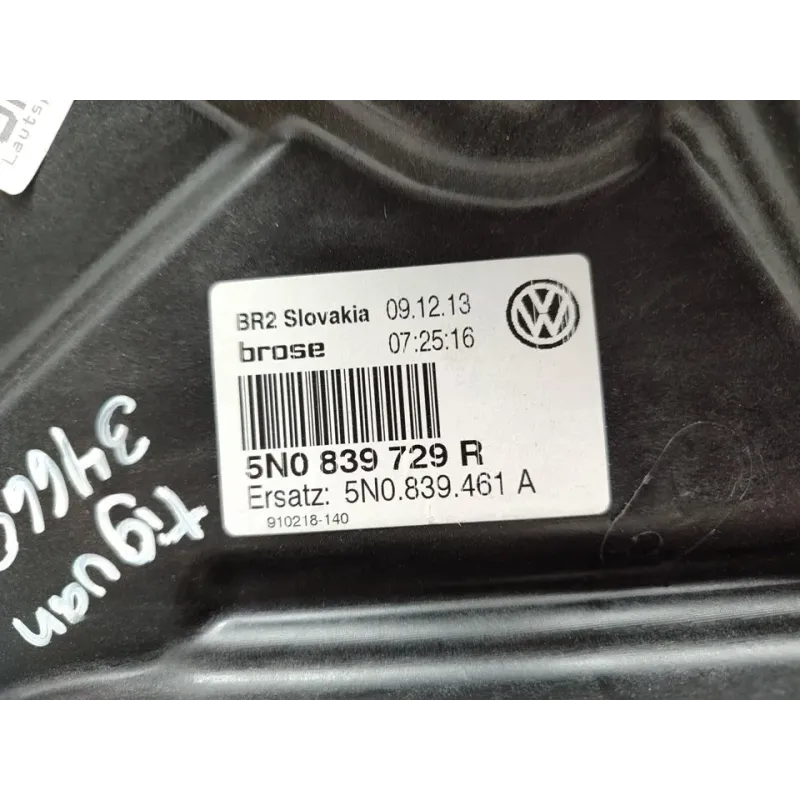 Lauts
BR2 Slovakia 09.12.13
brose 07:25:16
5N0 839 729 R
Ersatz: 5N0.839.461 A
910218-140
tiguan